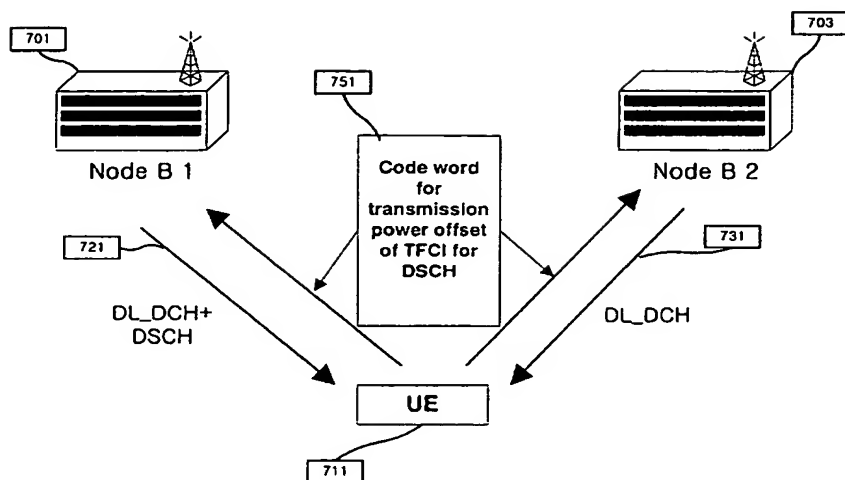 701
703
751
Node B 1
Node B 2
Code word
for
transmission
power offset
of TFCI for
DSCH
721
731
DL_DCH+
DSCH
DL_DCH
UE
711